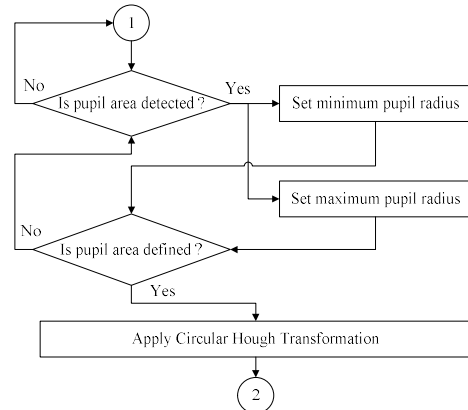 1
No
Yes
Is pupil area detected ?
Set minimum pupil radius
Set maximum pupil radius
No
Is pupil area defined ?
Yes
Apply Circular Hough Transformation
2